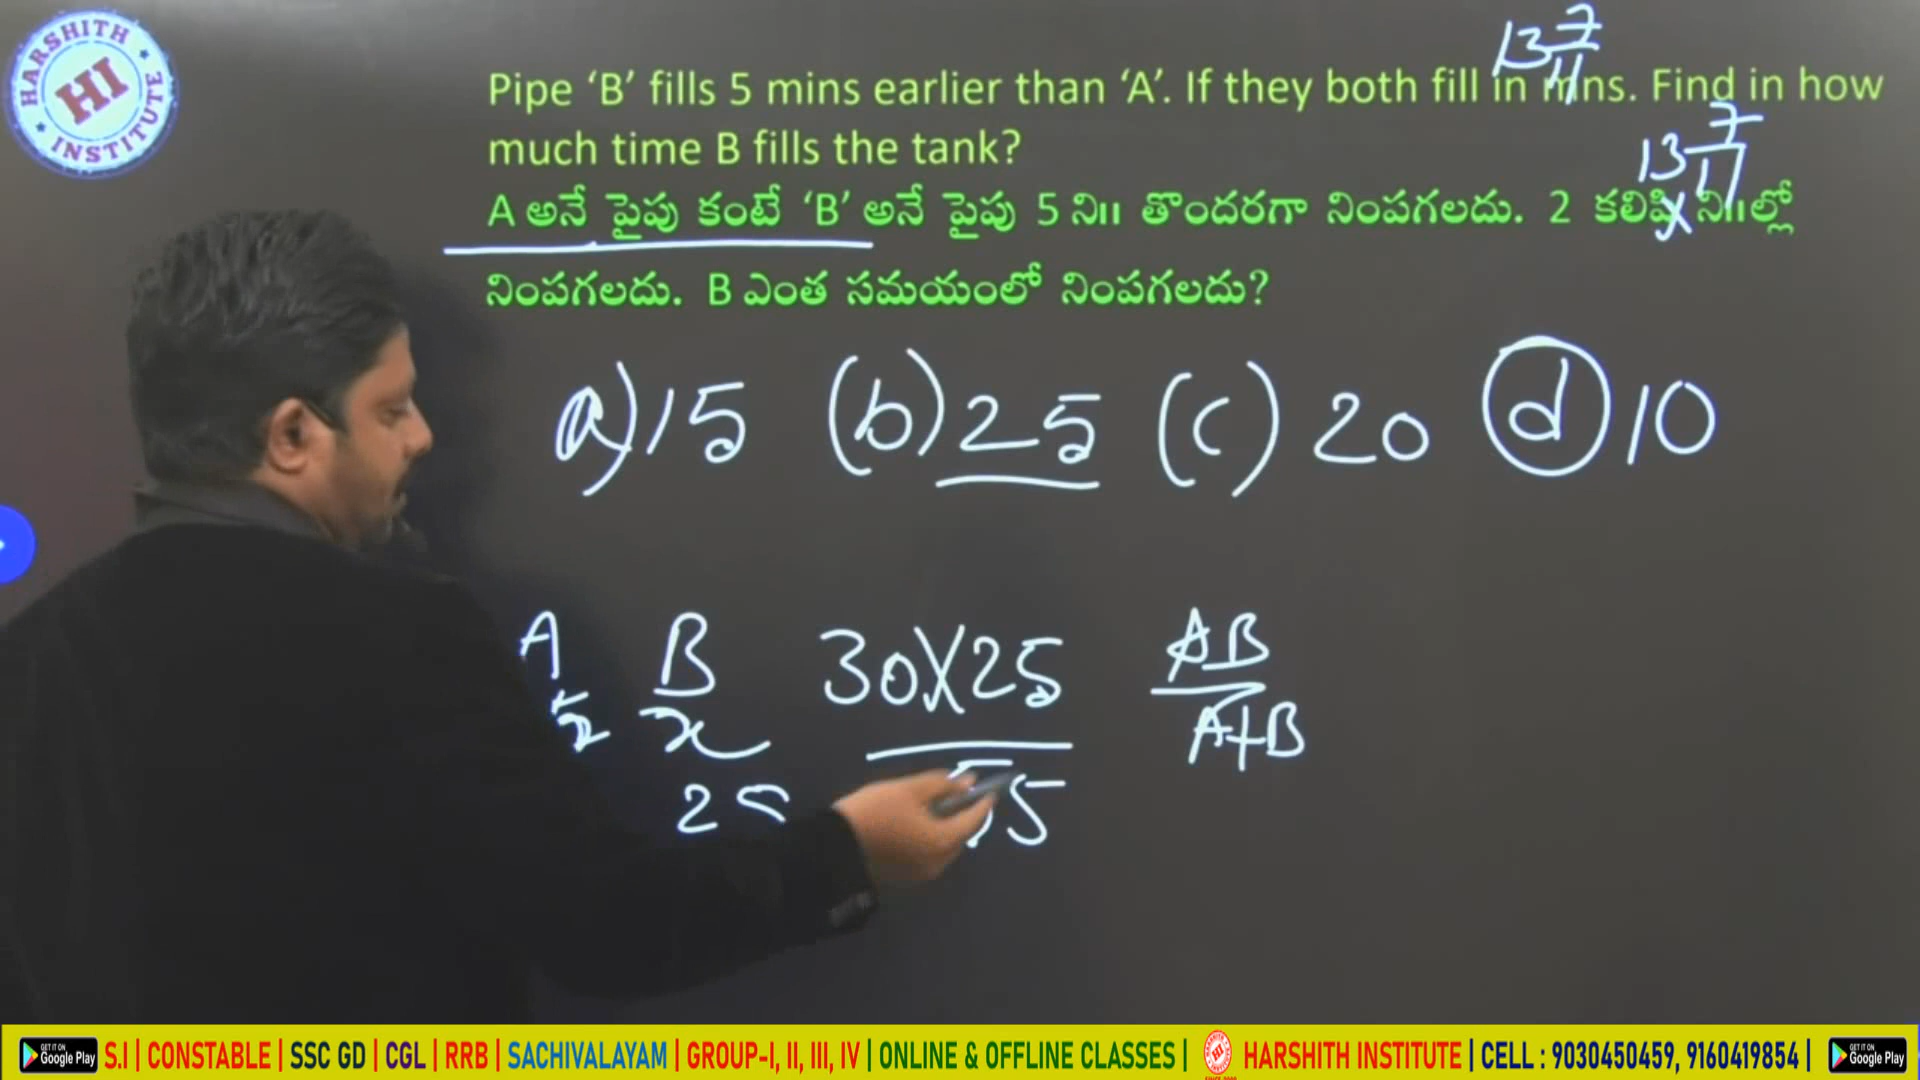 HARSHITH
HI
INSTITUTE
13 7/11
Pipe ‘B’ fills 5 mins earlier than ‘A’. If they both fill in mns. Find in how
much time B fills the tank?
13 7/11
A అనే పైపు కంటే ‘B’ అనే పైపు 5 ని॥ తొందరగా నింపగలదు. 2 కలిపి ని॥ల్లో
నింపగలదు. B ఎంత సమయంలో నింపగలదు?
a) 15 (b) 25 (c) 20 (d) 10
A B 30X25 AB
x 55 A+B
25
GET IT ON Google Play S.I | CONSTABLE | SSC GD | CGL | RRB | SACHIVALAYAM | GROUP-I, II, III, IV | ONLINE & OFFLINE CLASSES | HARSHITH INSTITUTE | CELL : 9030450459, 9160419854 | GET IT ON Google Play